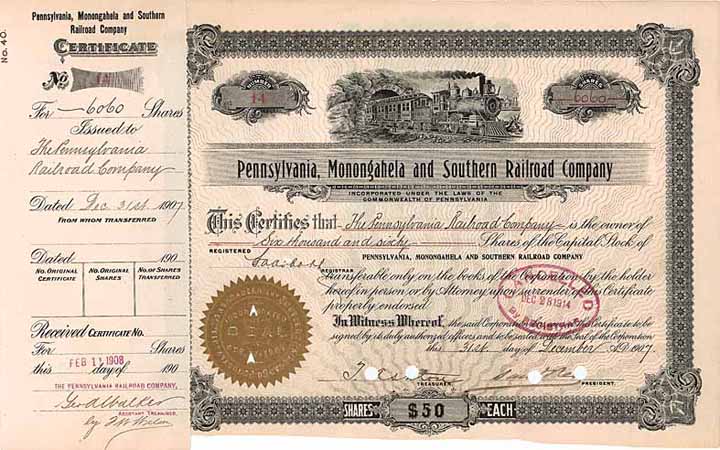 No. 40.
Pennsylvania, Monongahela and Southern
Railroad Company
CERTIFICATE
No 14
For 6060 Shares
Issued to
The Pennsylvania
Railroad Company
Dated Dec. 31st 1907
FROM WHOM TRANSFERRED
Dated 190
No. ORIGINAL CERTIFICATE
No. ORIGINAL SHARES
No. OF SHARES TRANSFERRED
Received CERTIFICATE No.
For Shares
FEB 11 1908
this day of 190
THE PENNSYLVANIA RAILROAD COMPANY,
Geo A Walker
ASSISTANT TREASURER,
by
NUMBER
14
SHARES
6060
Pennsylvania, Monongahela and Southern Railroad Company
INCORPORATED UNDER THE LAWS OF THE
COMMONWEALTH OF PENNSYLVANIA
This Certifies that The Pennsylvania Railroad Company is the owner of
Six thousand and sixty Shares of the Capital Stock of
REGISTERED
PENNSYLVANIA, MONONGAHELA AND SOUTHERN RAILROAD COMPANY
REGISTRAR
transferable only on the books of the Corporation by the holder
hereof in person or by Attorney upon surrender of this Certificate
properly endorsed.
CANCELLED
DEC 28 1914
In Witness Whereof, the said Corporation has caused this Certificate to be
signed by its duly authorized officers and to be sealed with the Seal of the Corporation
this 31st day of December A.D. 1907
SEAL
TREASURER.
PRESIDENT.
SHARES $50 EACH